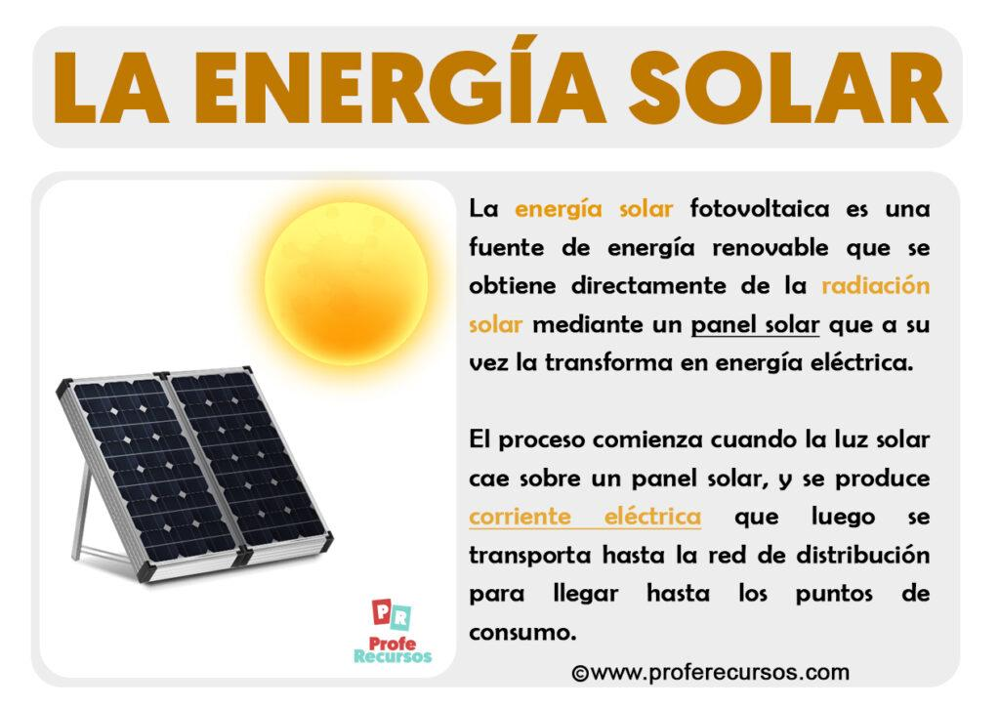 LA ENERGÍA SOLAR
La energía solar fotovoltaica es una
fuente de energía renovable que se
obtiene directamente de la radiación
solar mediante un panel solar que a su
vez la transforma en energía eléctrica.
El proceso comienza cuando la luz solar
cae sobre un panel solar, y se produce
corriente eléctrica que luego se
transporta hasta la red de distribución
para llegar hasta los puntos de
consumo.
PR
Profe
Recursos
©www.proferecursos.com